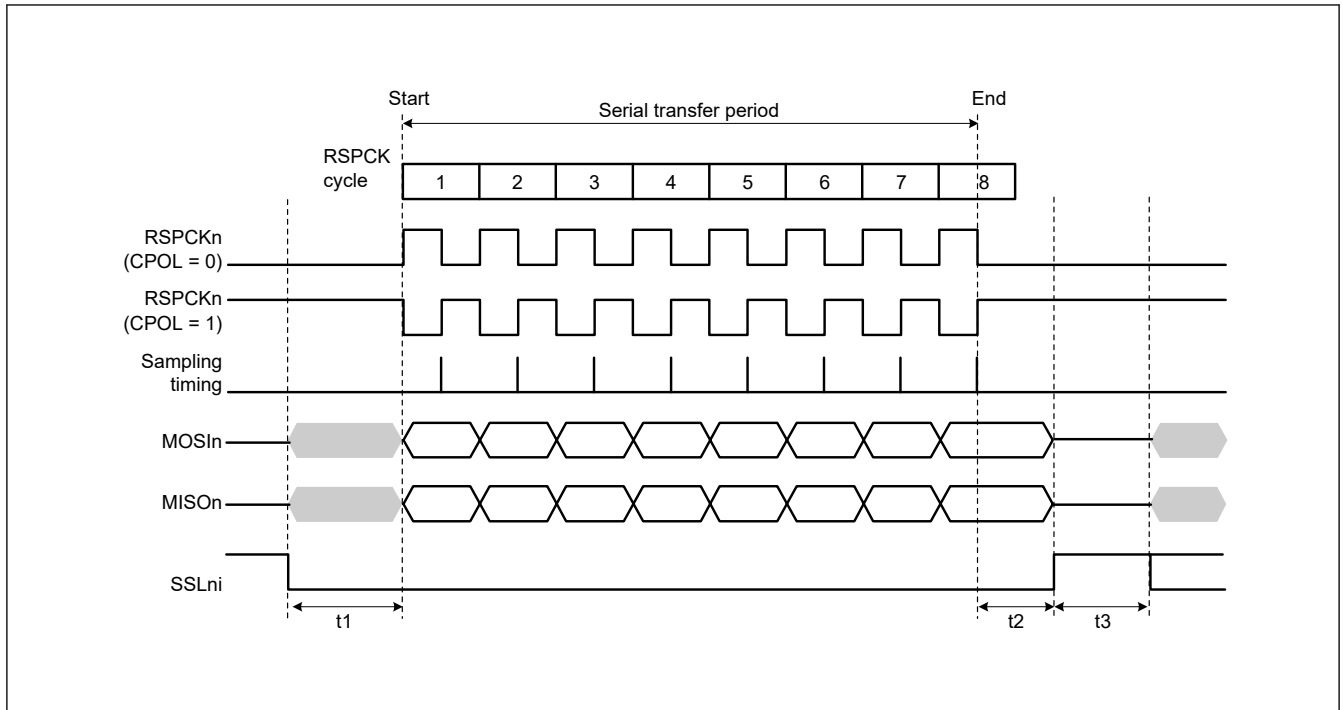 Start
End
Serial transfer period
RSPCK
cycle
1 2 3 4 5 6 7 8
RSPCKn
(CPOL = 0)
RSPCKn
(CPOL = 1)
Sampling
timing
MOSIn
MISOn
SSLni
t1
t2
t3